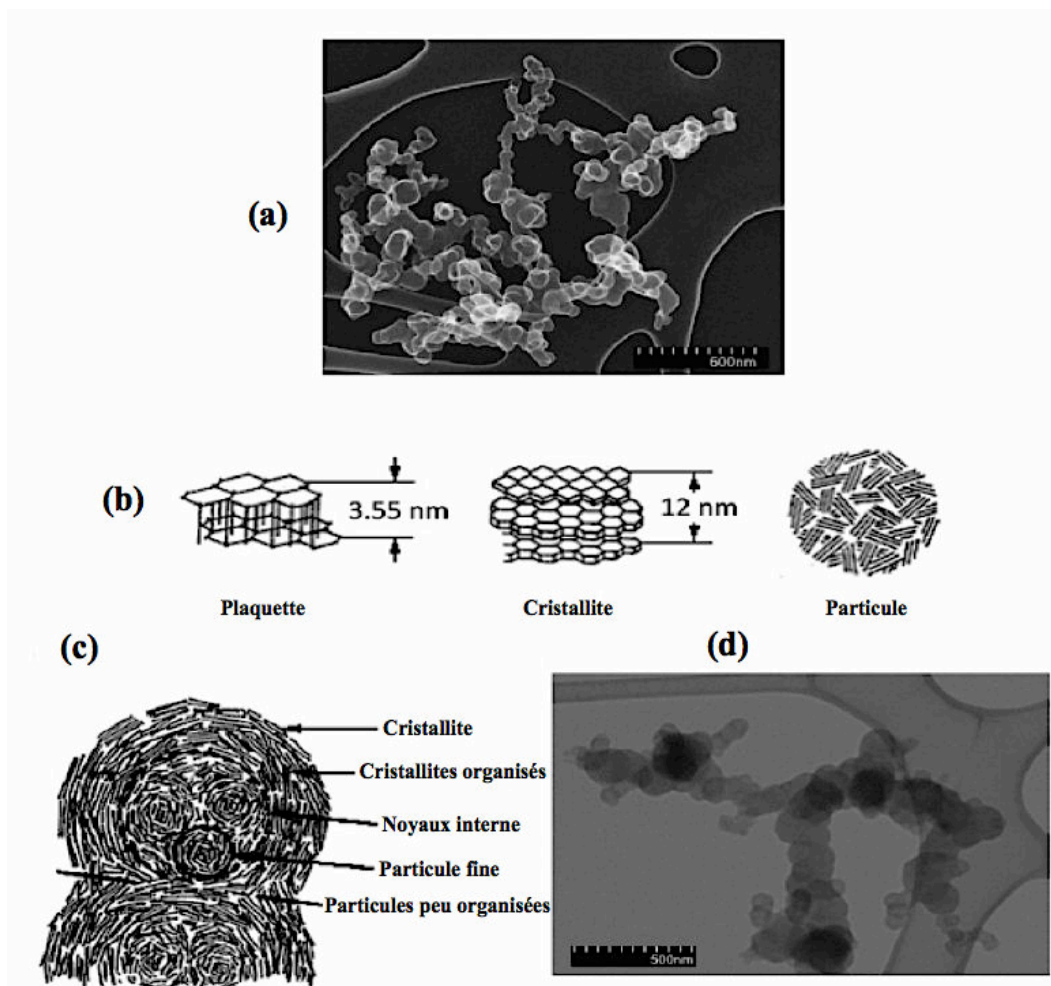 (a)
600nm
(b)
3.55 nm
12 nm
Plaquette
Cristallite
Particule
(c)
(d)
Cristallite
Cristallites organisés
Noyaux interne
Particule fine
Particules peu organisées
500nm